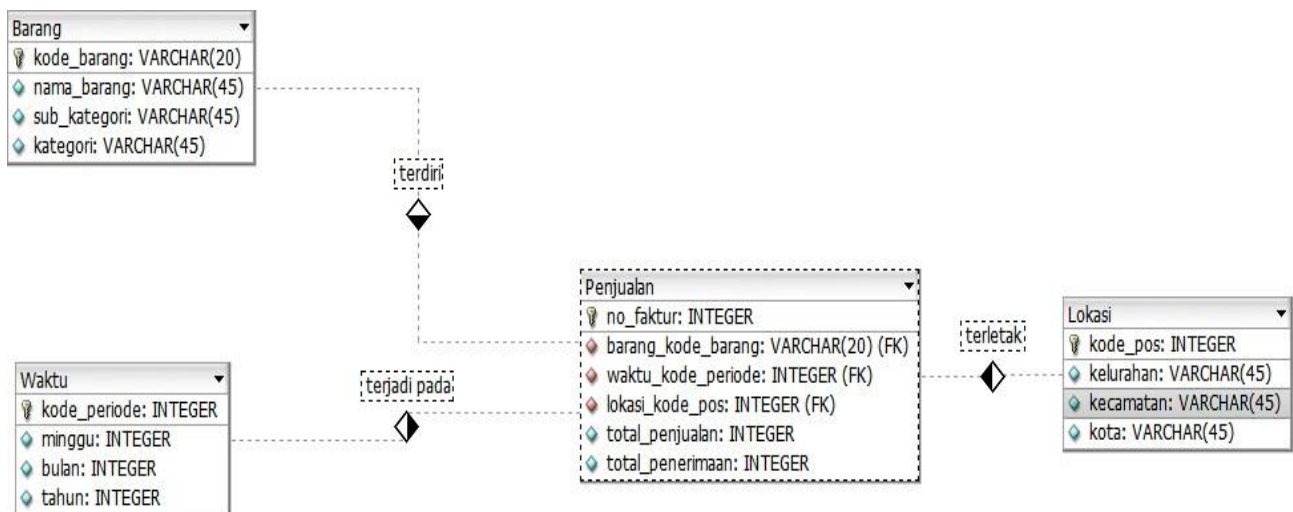 Barang
kode_barang: VARCHAR(20)
nama_barang: VARCHAR(45)
sub_kategori: VARCHAR(45)
kategori: VARCHAR(45)
terdiri
Penjualan
no_faktur: INTEGER
barang_kode_barang: VARCHAR(20) (FK)
waktu_kode_periode: INTEGER (FK)
lokasi_kode_pos: INTEGER (FK)
total_penjualan: INTEGER
total_penerimaan: INTEGER
terletak
Lokasi
kode_pos: INTEGER
kelurahan: VARCHAR(45)
kecamatan: VARCHAR(45)
kota: VARCHAR(45)
terjadi pada
Waktu
kode_periode: INTEGER
minggu: INTEGER
bulan: INTEGER
tahun: INTEGER